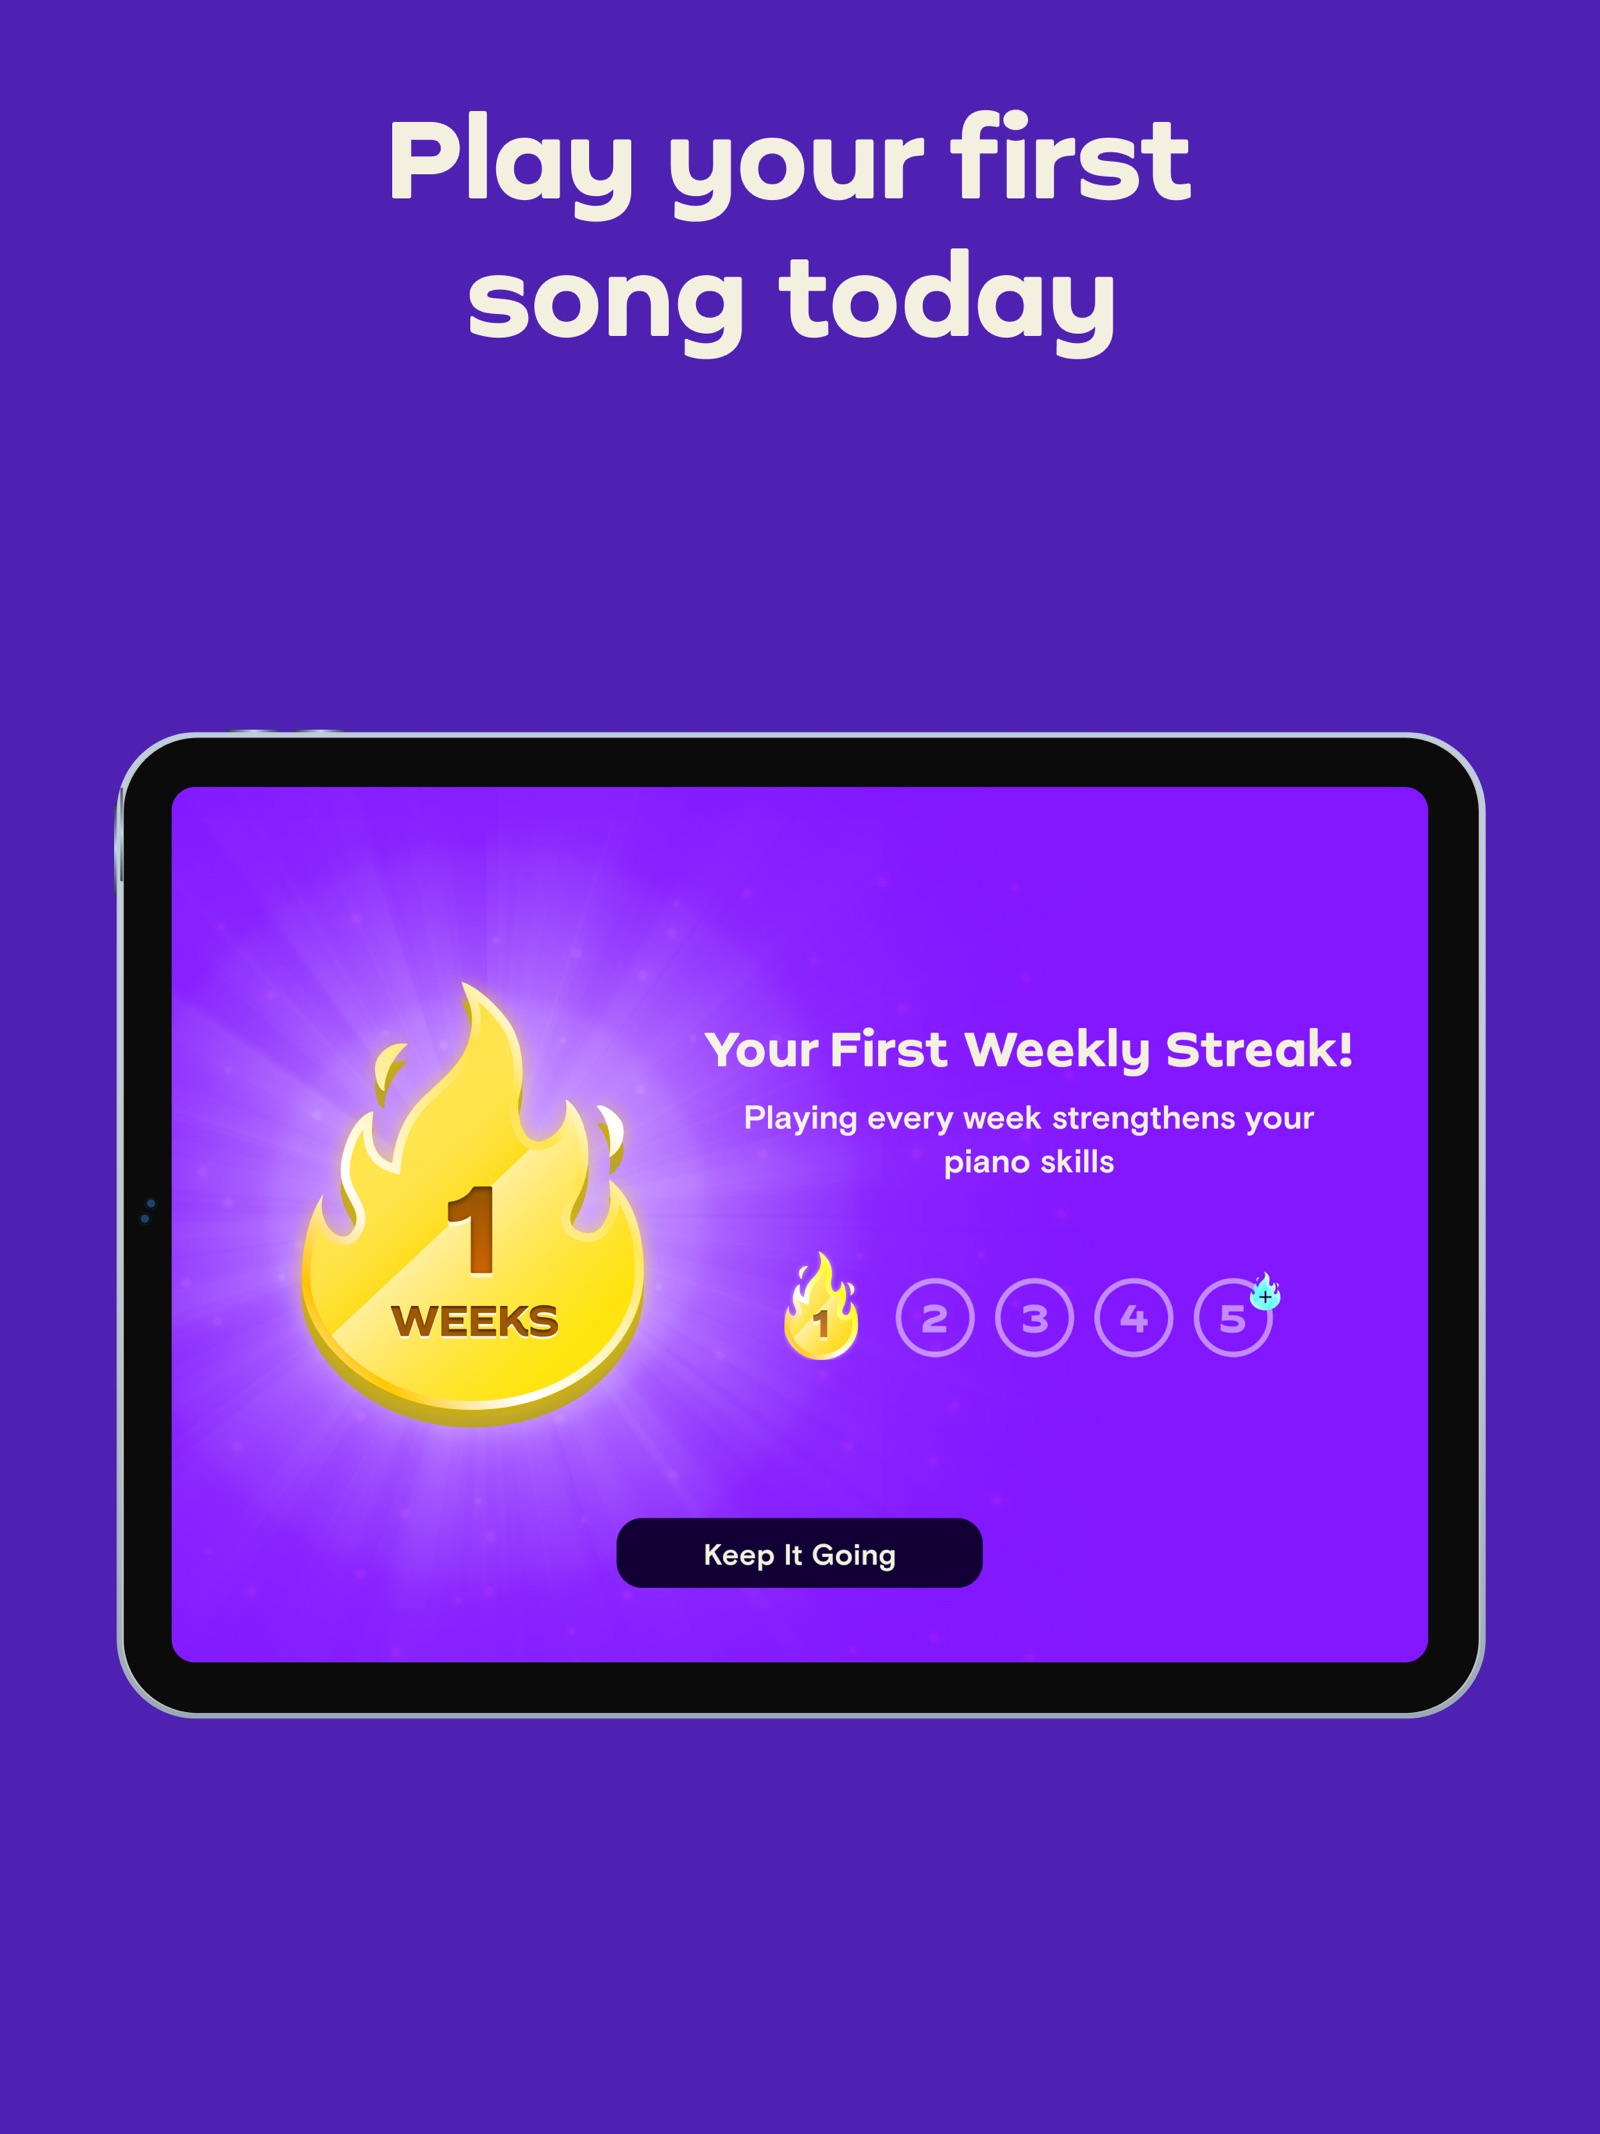 Play your first
song today
Your First Weekly Streak!
Playing every week strengthens your
piano skills
1
WEEKS
1 2 3 4 5 +
Keep It Going